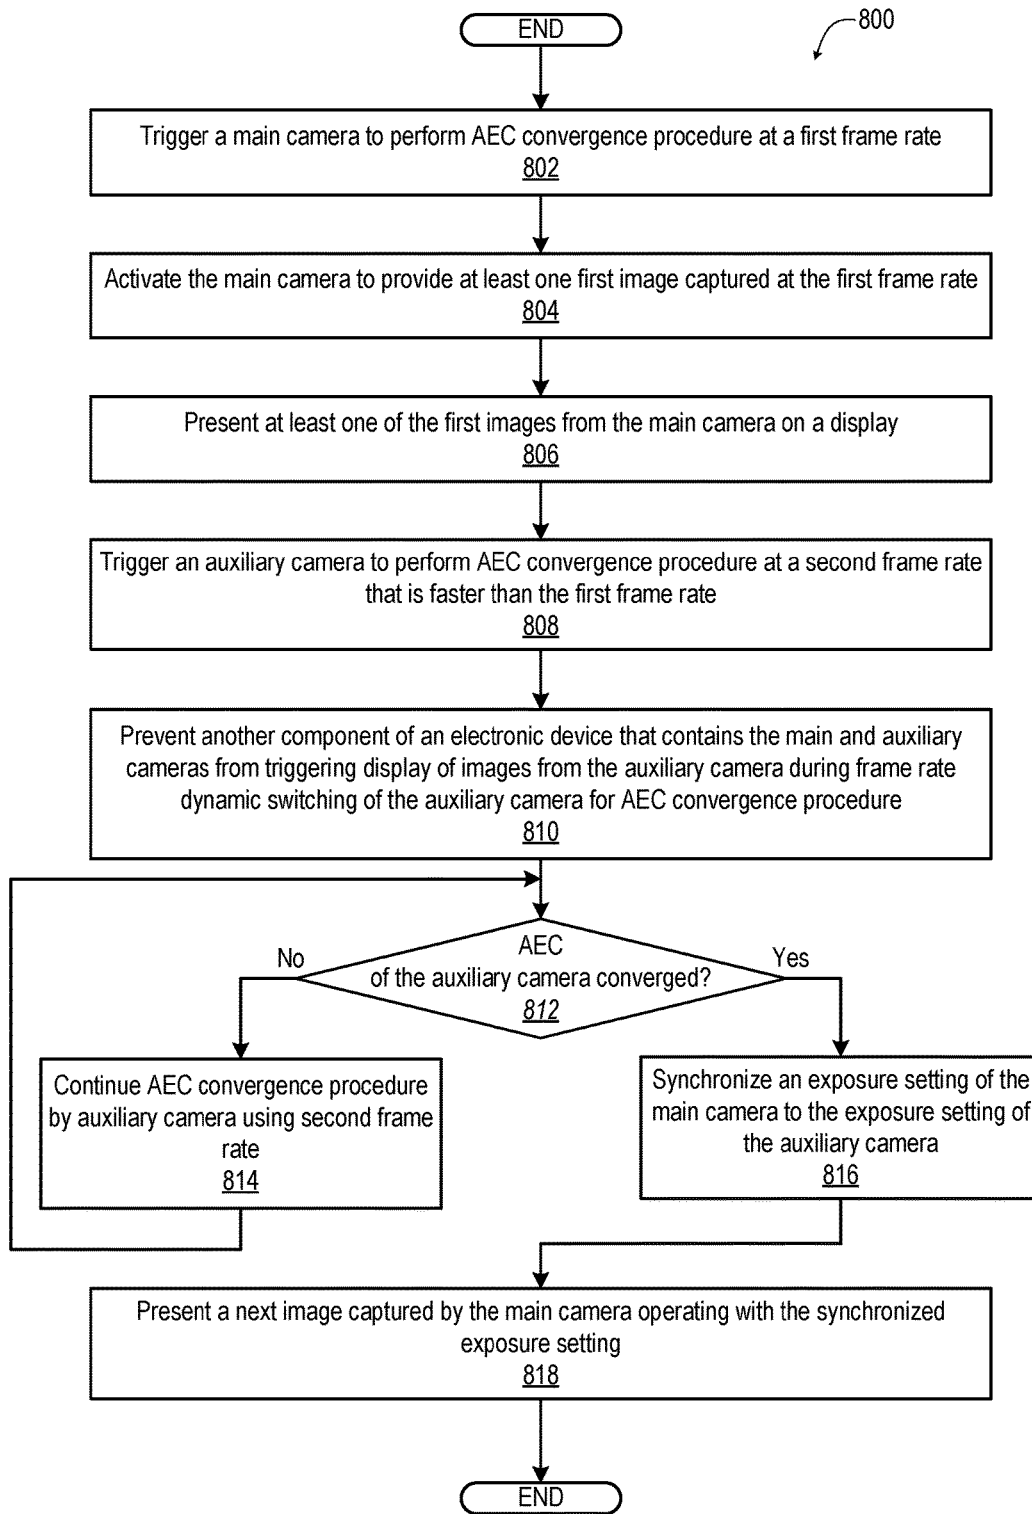 END
800
Trigger a main camera to perform AEC convergence procedure at a first frame rate
802
Activate the main camera to provide at least one first image captured at the first frame rate
804
Present at least one of the first images from the main camera on a display
806
Trigger an auxiliary camera to perform AEC convergence procedure at a second frame rate
that is faster than the first frame rate
808
Prevent another component of an electronic device that contains the main and auxiliary
cameras from triggering display of images from the auxiliary camera during frame rate
dynamic switching of the auxiliary camera for AEC convergence procedure
810
No
AEC
of the auxiliary camera converged?
812
Yes
Continue AEC convergence procedure
by auxiliary camera using second frame
rate
814
Synchronize an exposure setting of the
main camera to the exposure setting of
the auxiliary camera
816
Present a next image captured by the main camera operating with the synchronized
exposure setting
818
END